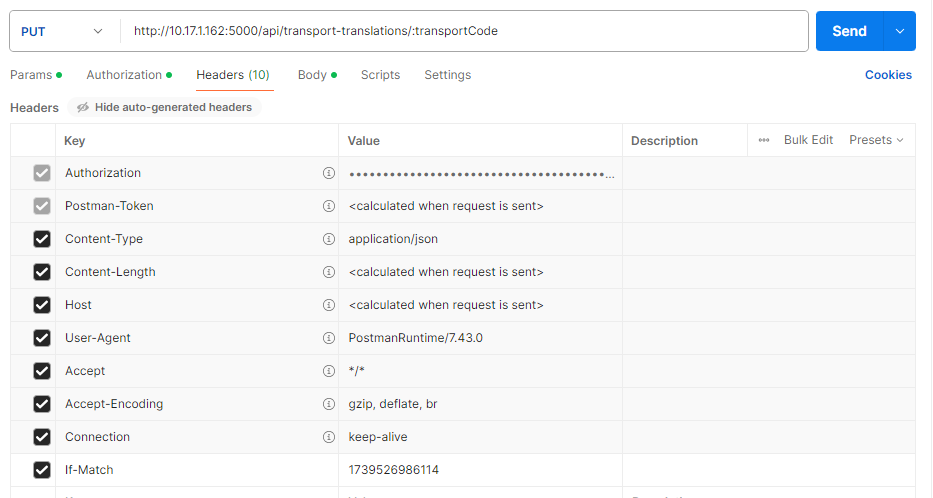 PUT http://10.17.1.162:5000/api/transport-translations/:transportCode Send
Params Authorization Headers (10) Body Scripts Settings Cookies
Headers Hide auto-generated headers
Key Value Description Bulk Edit Presets
Authorization ••••••••••••••••••••••••••••••••••••••...
Postman-Token <calculated when request is sent>
Content-Type application/json
Content-Length <calculated when request is sent>
Host <calculated when request is sent>
User-Agent PostmanRuntime/7.43.0
Accept */*
Accept-Encoding gzip, deflate, br
Connection keep-alive
If-Match 1739526986114